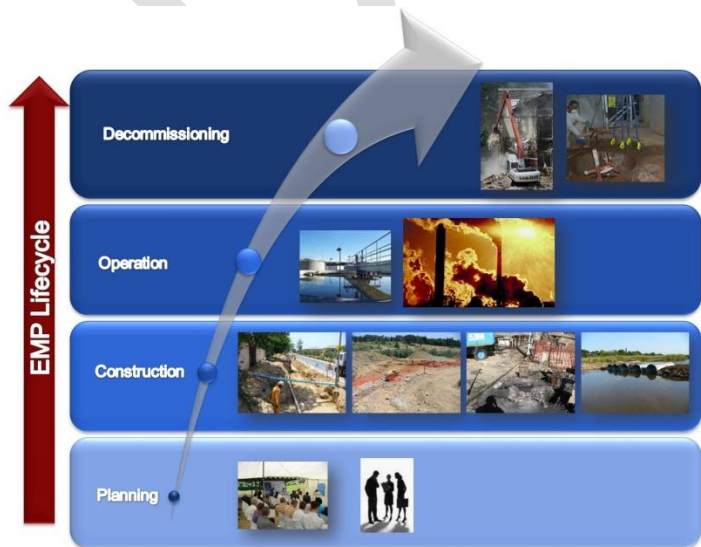 EMP Lifecycle
Decommissioning
Operation
Construction
Planning